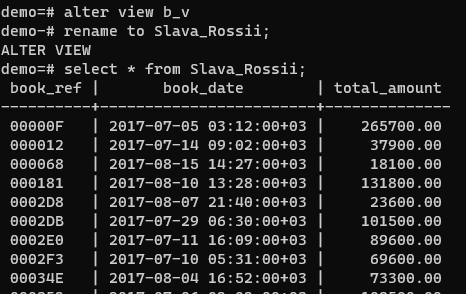 demo=# alter view b_v
demo-# rename to Slava_Rossii;
ALTER VIEW
demo=# select * from Slava_Rossii;
 book_ref |       book_date        | total_amount
----------+------------------------+--------------
 00000F   | 2017-07-05 03:12:00+03 |    265700.00
 000012   | 2017-07-14 09:02:00+03 |     37900.00
 000068   | 2017-08-15 14:27:00+03 |     18100.00
 000181   | 2017-08-10 13:28:00+03 |    131800.00
 0002D8   | 2017-08-07 21:40:00+03 |     23600.00
 0002DB   | 2017-07-29 06:30:00+03 |    101500.00
 0002E0   | 2017-07-11 16:09:00+03 |     89600.00
 0002F3   | 2017-07-10 05:31:00+03 |     69600.00
 00034E   | 2017-08-04 16:52:00+03 |     73300.00